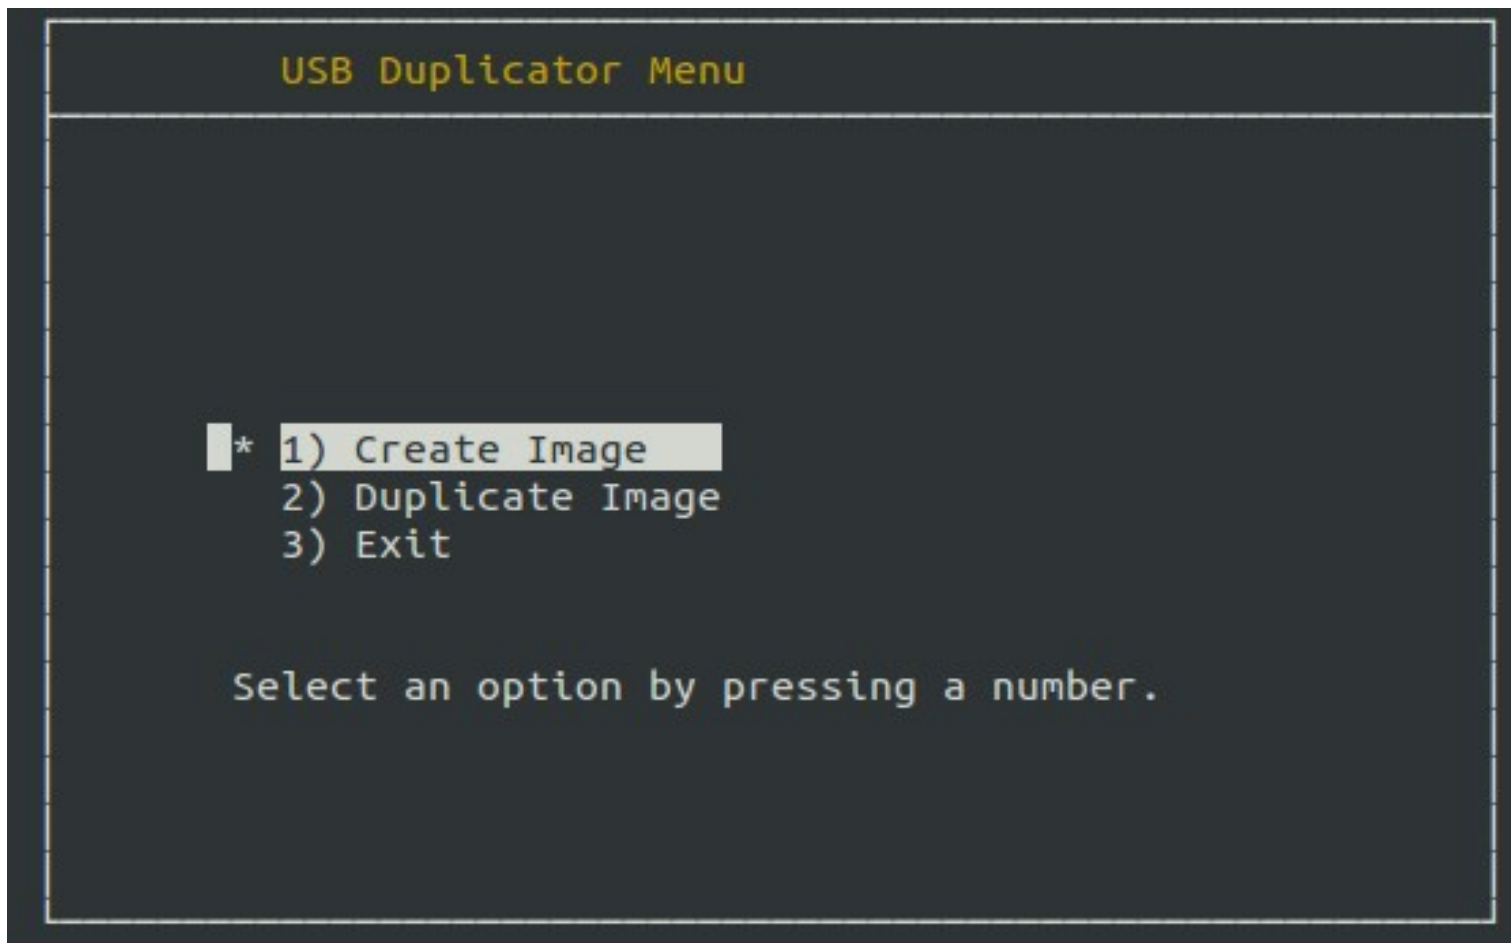 USB Duplicator Menu
* 1) Create Image
2) Duplicate Image
3) Exit
Select an option by pressing a number.